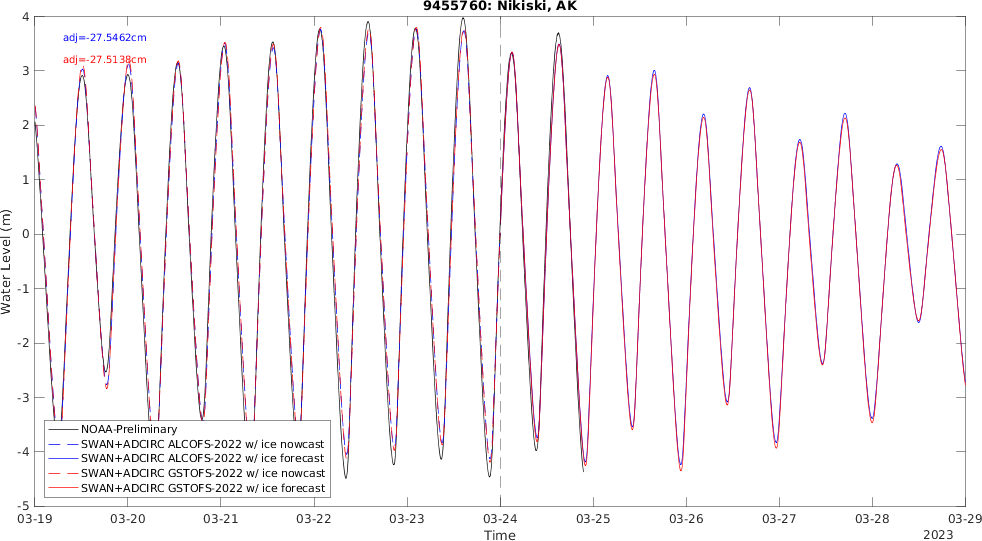 9455760: Nikiski, AK
adj=-27.5462cm
adj=-27.5138cm
Water Level (m)
4
3
2
1
0
-1
-2
-3
-4
-5
NOAA-Preliminary
SWAN+ADCIRC ALCOFS-2022 w/ ice nowcast
SWAN+ADCIRC ALCOFS-2022 w/ ice forecast
SWAN+ADCIRC GSTOFS-2022 w/ ice nowcast
SWAN+ADCIRC GSTOFS-2022 w/ ice forecast
03-19 03-20 03-21 03-22 03-23 03-24 03-25 03-26 03-27 03-28 03-29
Time
2023